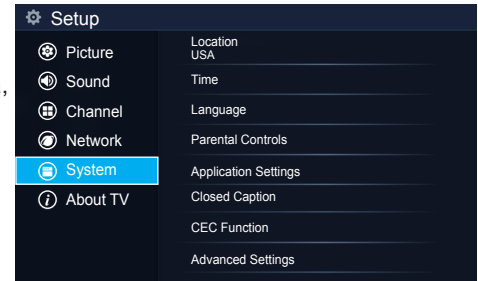 Setup
Picture
Sound
Channel
Network
System
About TV
Location
USA
Time
Language
Parental Controls
Application Settings
Closed Caption
CEC Function
Advanced Settings
,